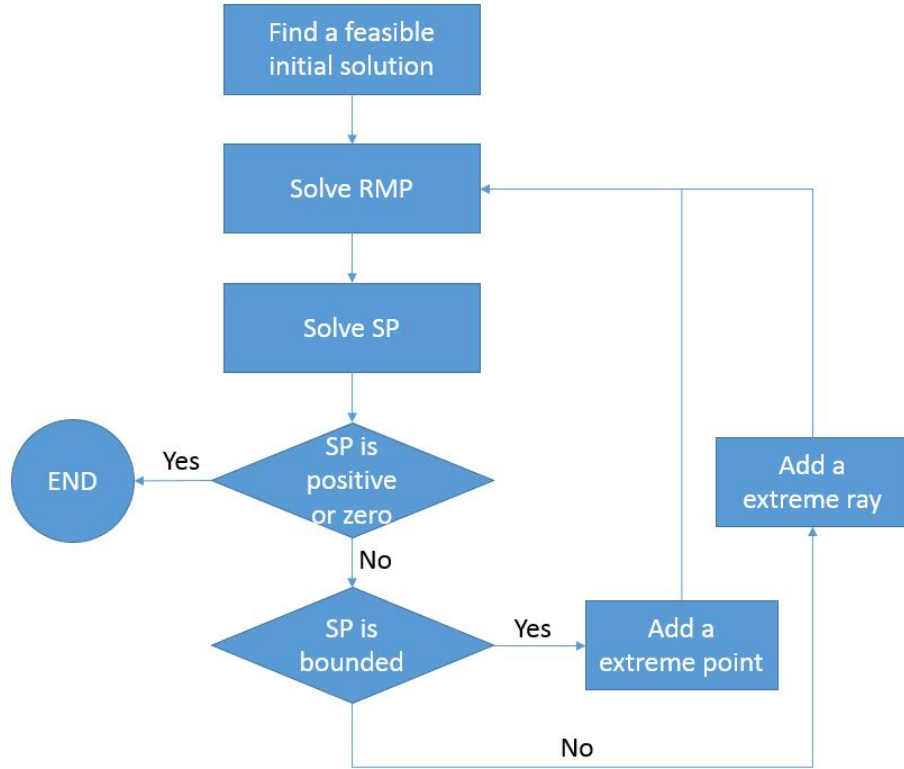 Find a feasible
initial solution
Solve RMP
Solve SP
SP is
positive
or zero
Yes
END
Add a
extreme ray
No
SP is
bounded
Yes
Add a
extreme point
No